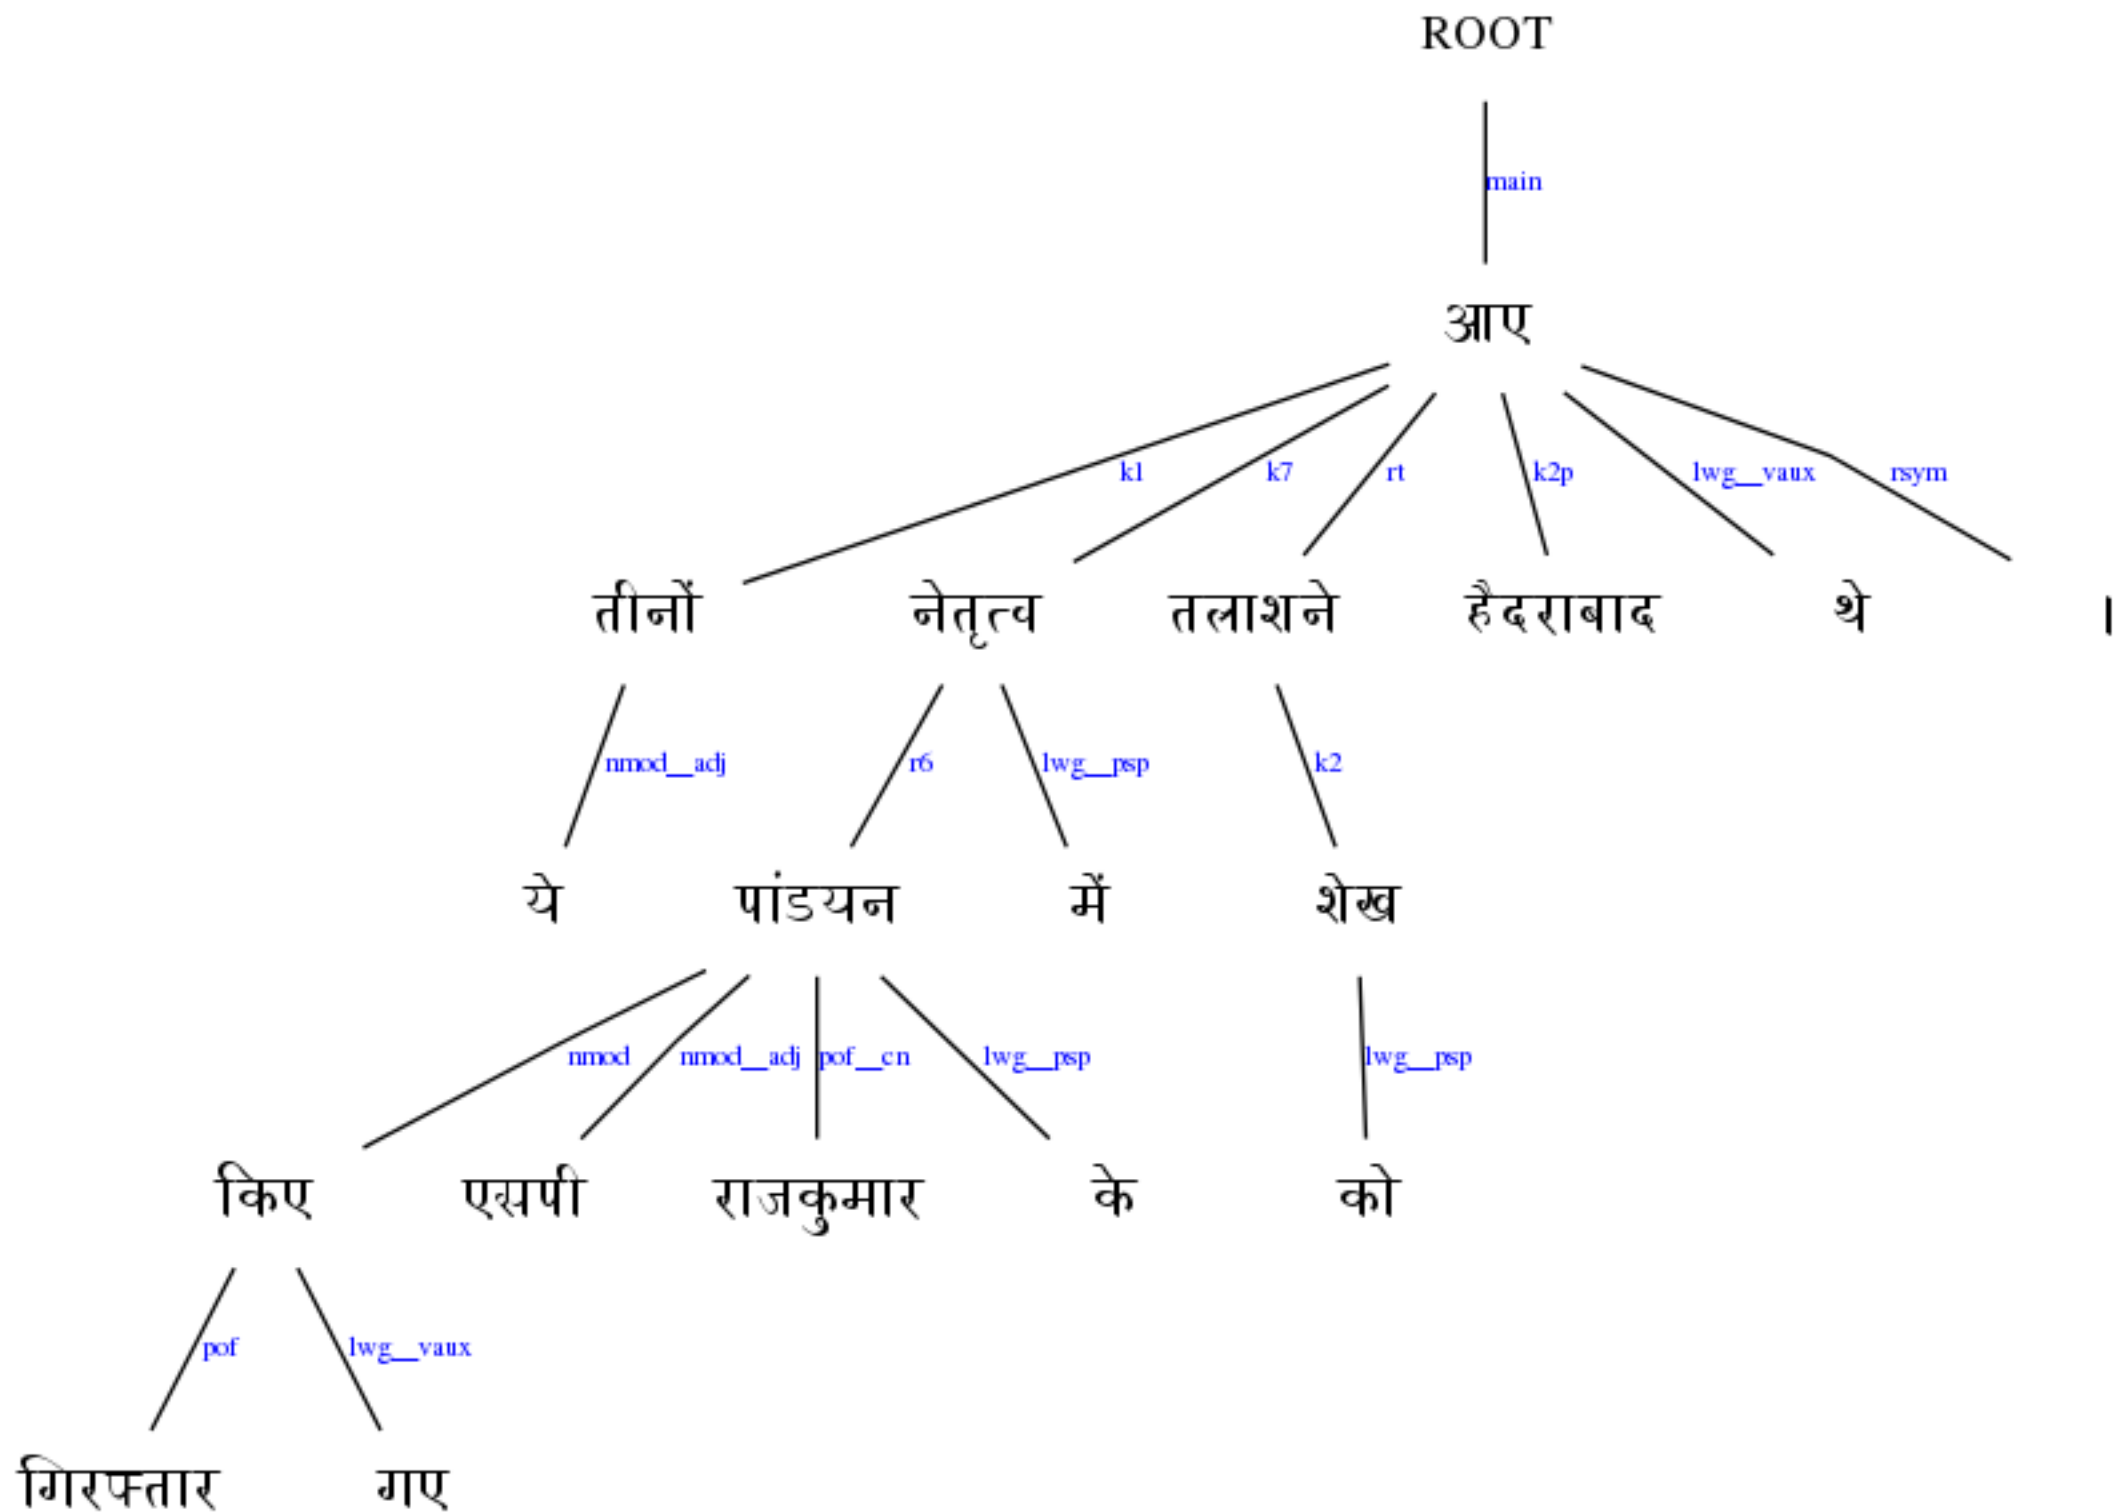 ROOT
main
आए
k1 k7 rt k2p lwg__vaux rsym
तीनों नेतृत्व तलाशने हैदराबाद थे ।
nmod__adj r6 lwg__psp k2
ये पांडयन में शेख
nmod nmod__adj pof__cn lwg__psp lwg__psp
किए एसपी राजकुमार के को
pof lwg__vaux
गिरफ्तार गए